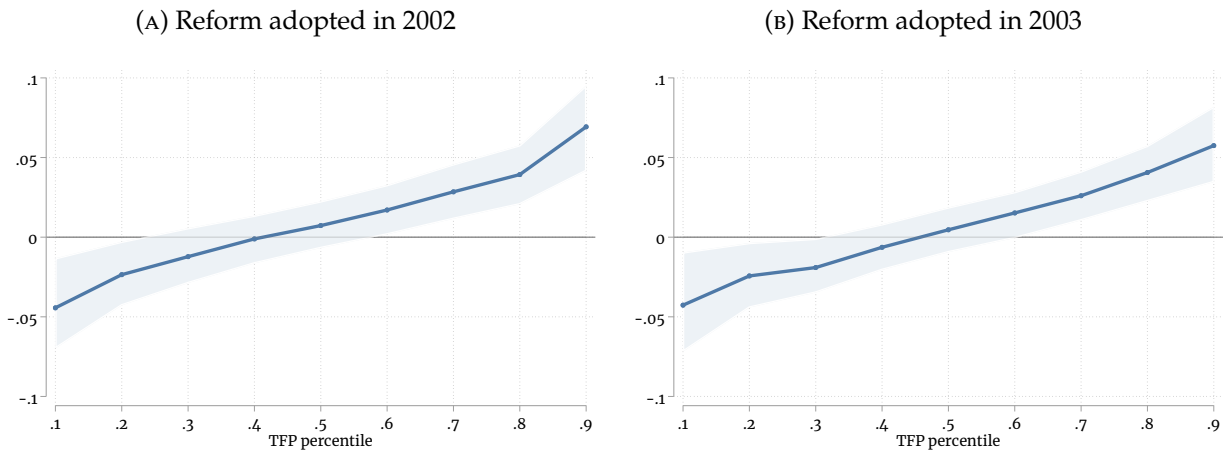 (A) Reform adopted in 2002
.1
.05
0
-.05
-.1
.1 .2 .3 .4 .5 .6 .7 .8 .9
TFP percentile
(B) Reform adopted in 2003
.1
.05
0
-.05
-.1
.1 .2 .3 .4 .5 .6 .7 .8 .9
TFP percentile